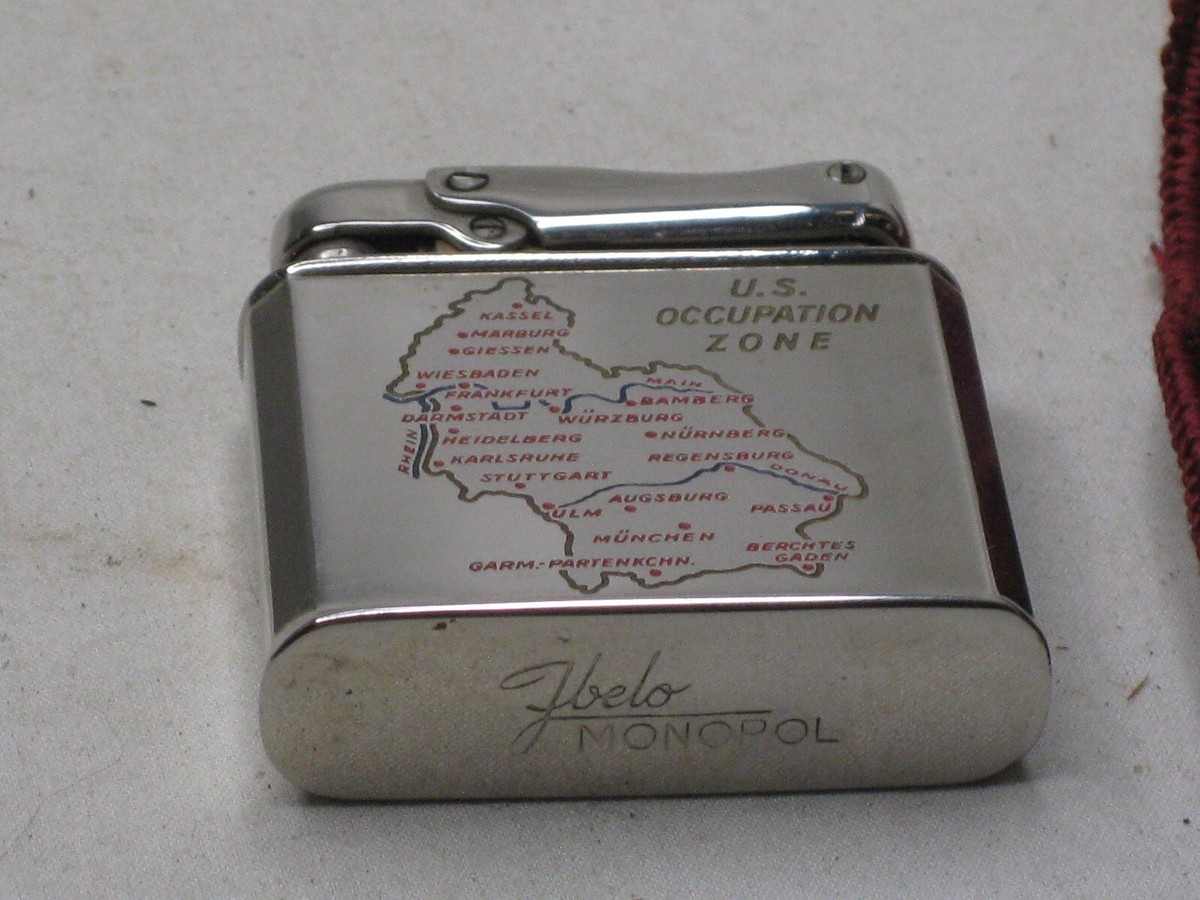 U.S.
OCCUPATION
ZONE
KASSEL
MARBURG
GIESSEN
WIESBADEN
FRANKFURT
MAIN
BAMBERG
DARMSTADT
WÜRZBURG
RHEIN
HEIDELBERG
NÜRNBERG
KARLSRUHE
REGENSBURG
DONAU
STUTTGART
AUGSBURG
ULM
PASSAU
MÜNCHEN
BERCHTES
GADEN
GARM.-PARTENKCHN.
Ibelo
MONOPOL